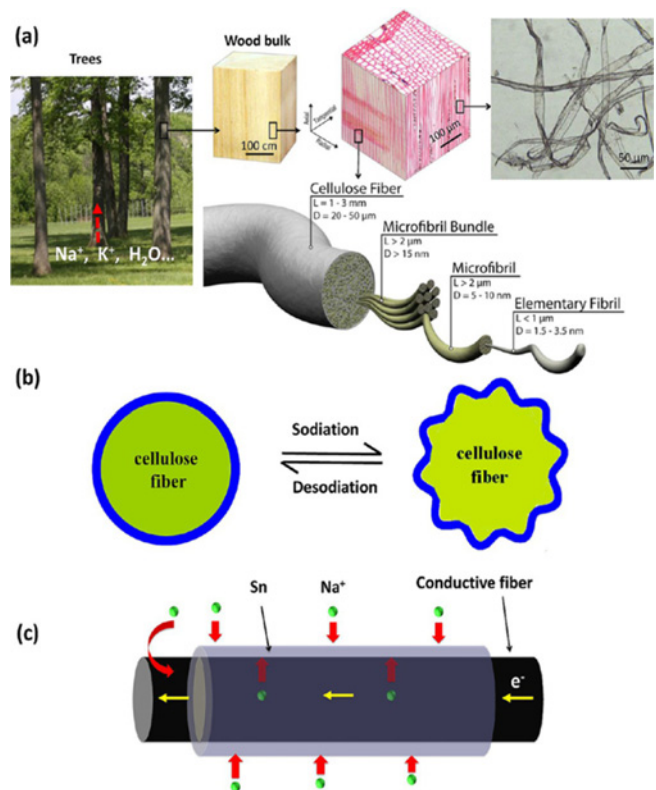 (a)
Trees
Wood bulk
100 cm
Axial
Tangential
Radial
100 µm
50 µm
Na⁺, K⁺, H₂O...
Cellulose Fiber
L = 1 - 3 mm
D = 20 - 50 µm
Microfibril Bundle
L > 2 µm
D > 15 nm
Microfibril
L > 2 µm
D = 5 - 10 nm
Elementary Fibril
L < 1 µm
D = 1.5 - 3.5 nm
(b)
cellulose
fiber
Sodiation
Desodiation
cellulose
fiber
(c)
Sn
Na⁺
Conductive fiber
e⁻